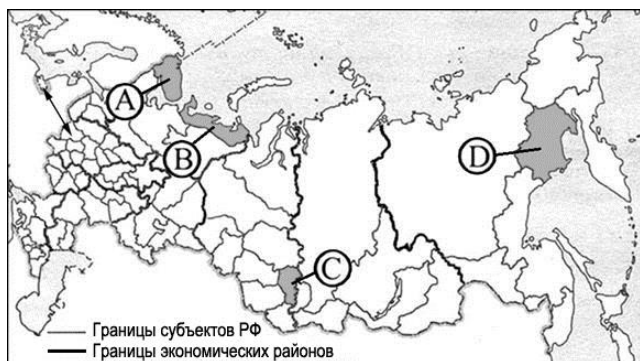 A
B
D
C
Границы субъектов РФ
Границы экономических районов